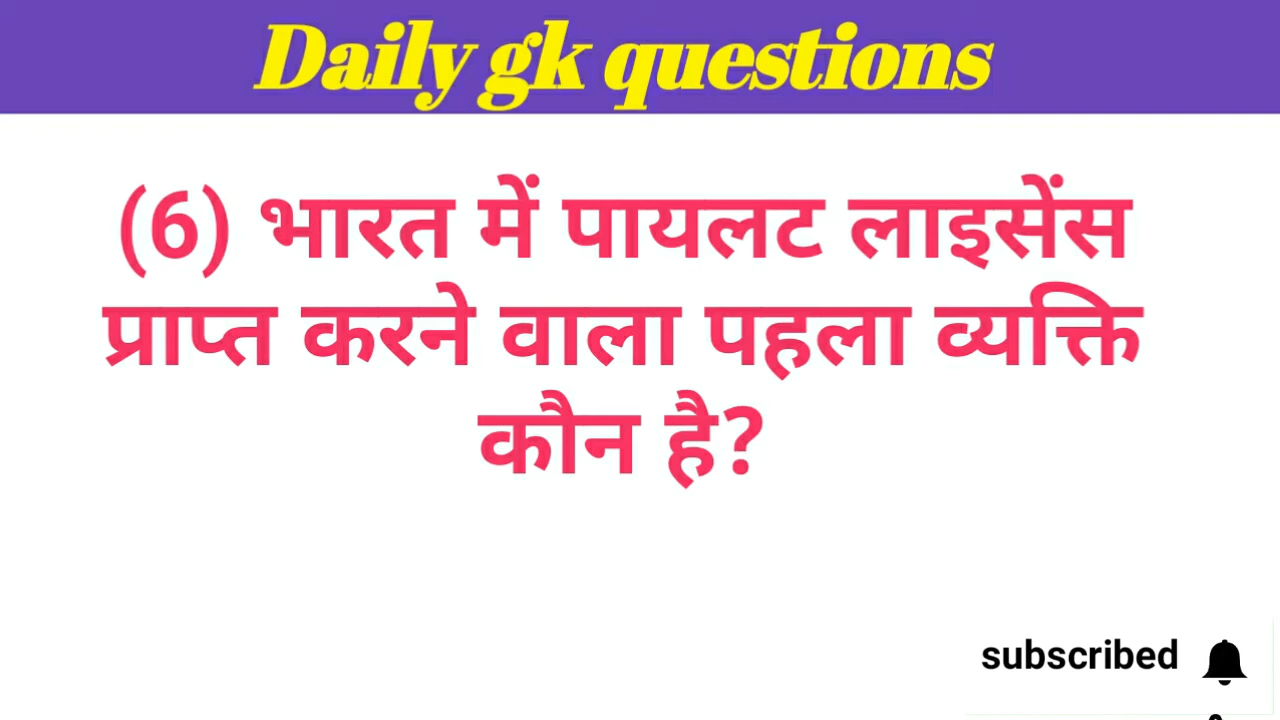 Daily gk questions
(6) भारत में पायलट लाइसेंस
प्राप्त करने वाला पहला व्यक्ति
कौन है?
subscribed